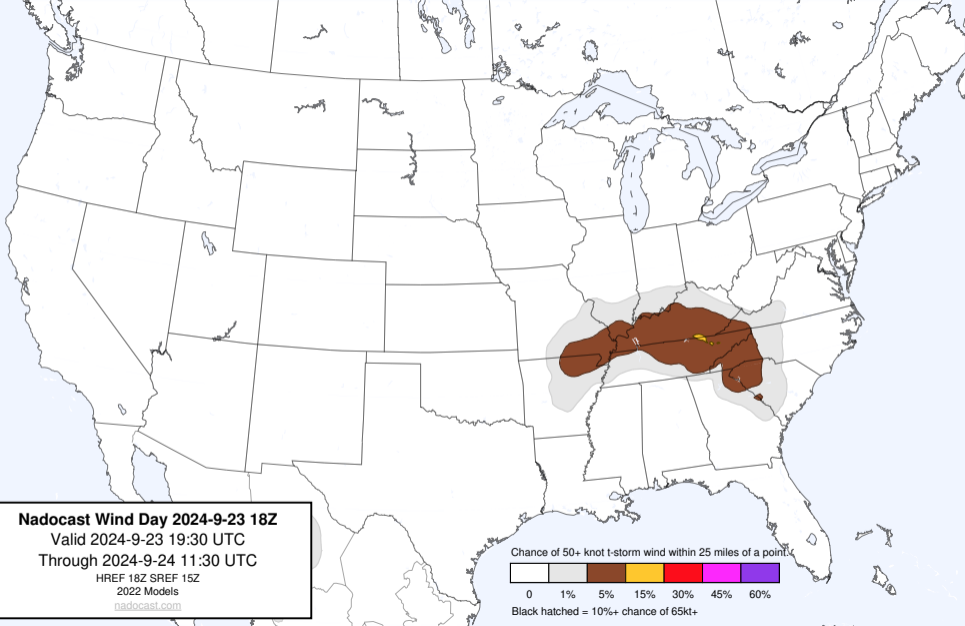 Nadocast Wind Day 2024-9-23 18Z
Valid 2024-9-23 19:30 UTC
Through 2024-9-24 11:30 UTC
HREF 18Z SREF 15Z
2022 Models
nadocast.com
Chance of 50+ knot t-storm wind within 25 miles of a point.
0 1% 5% 15% 30% 45% 60%
Black hatched = 10%+ chance of 65kt+